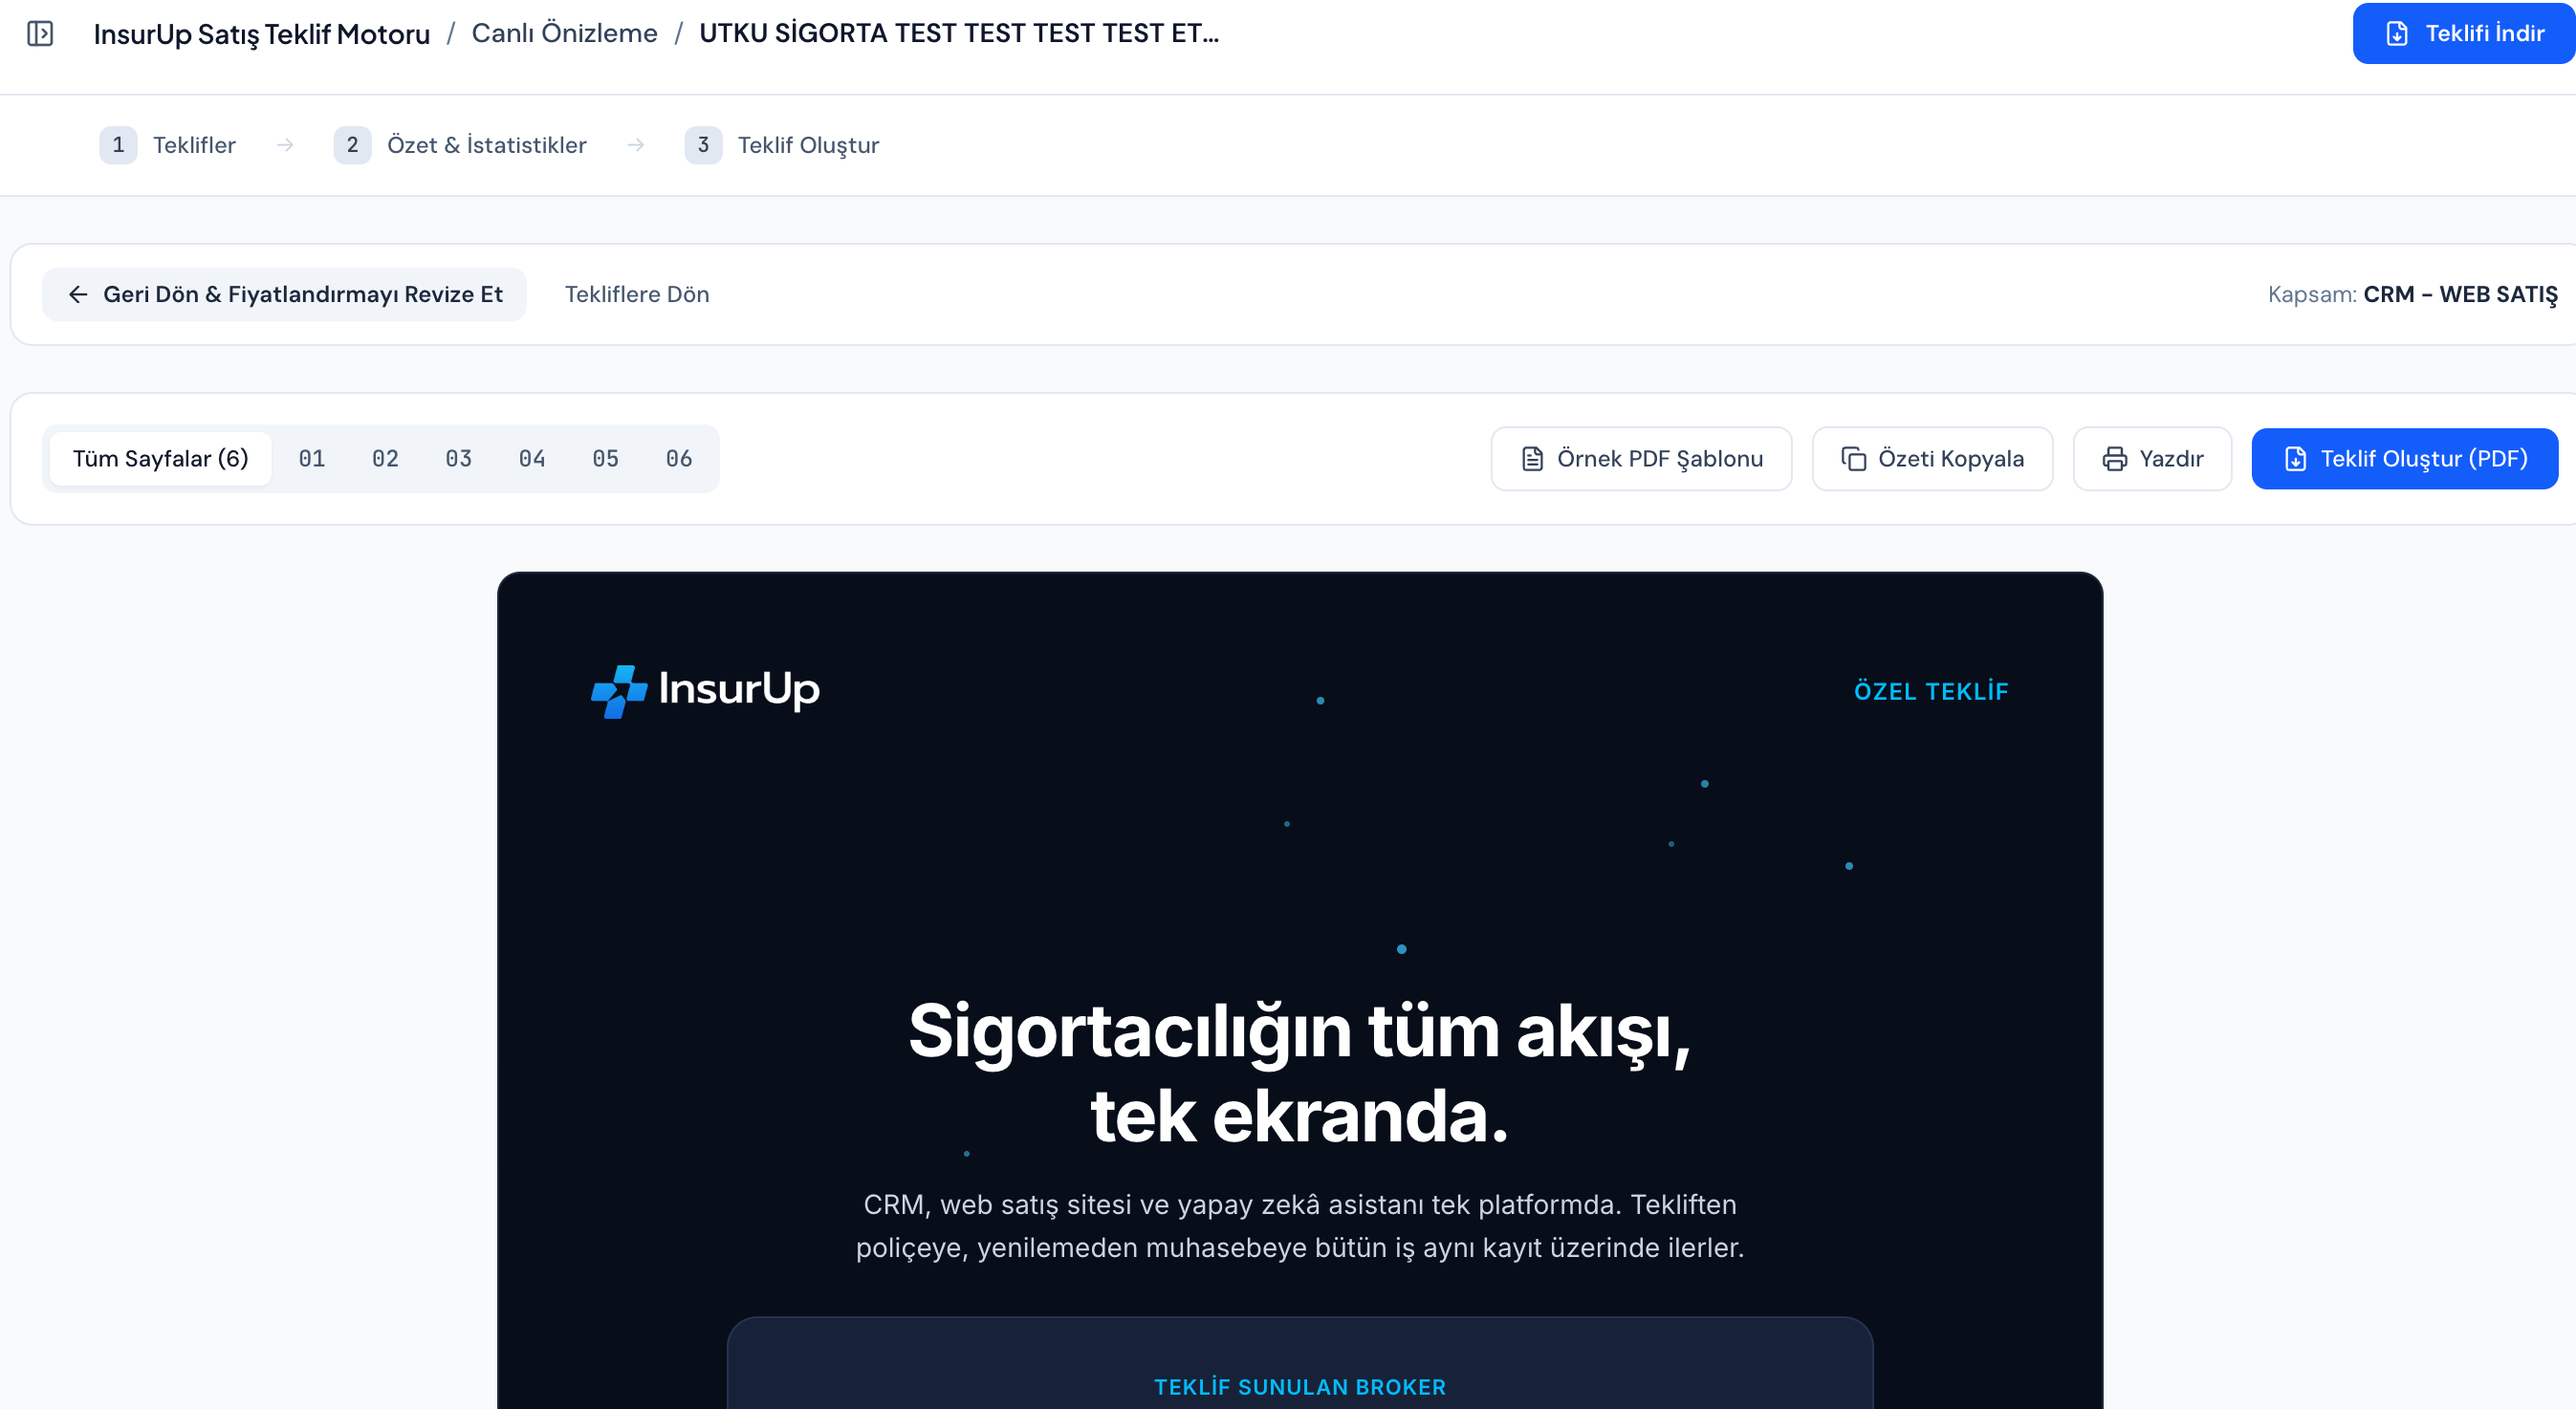 InsurUp Satış Teklif Motoru / Canlı Önizleme / UTKU SİGORTA TEST TEST TEST TEST ET...
Teklifi İndir
1 Teklifler → 2 Özet & İstatistikler → 3 Teklif Oluştur
← Geri Dön & Fiyatlandırmayı Revize Et
Tekliflere Dön
Kapsam: CRM – WEB SATIŞ
Tüm Sayfalar (6) 01 02 03 04 05 06
Örnek PDF Şablonu
Özeti Kopyala
Yazdır
Teklif Oluştur (PDF)
InsurUp
ÖZEL TEKLİF
Sigortacılığın tüm akışı,
tek ekranda.
CRM, web satış sitesi ve yapay zekâ asistanı tek platformda. Tekliften
poliçeye, yenilemeden muhasebeye bütün iş aynı kayıt üzerinde ilerler.
TEKLİF SUNULAN BROKER